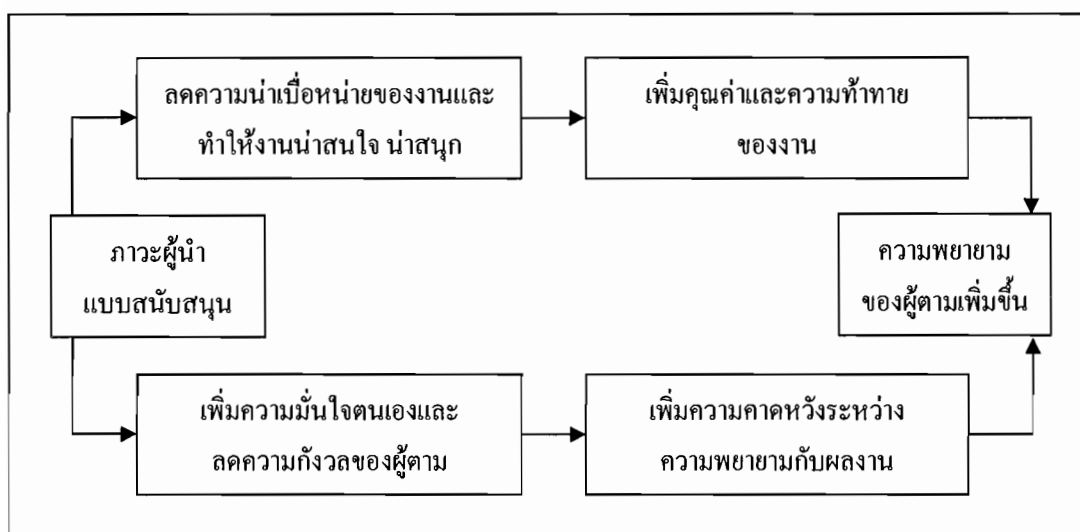 ลดความน่าเบื่อหน่ายของงานและ
ทำให้งานน่าสนใจ น่าสนุก
เพิ่มคุณค่าและความท้าทาย
ของงาน
ภาวะผู้นำ
แบบสนับสนุน
ความพยายาม
ของผู้ตามเพิ่มขึ้น
เพิ่มความมั่นใจตนเองและ
ลดความกังวลของผู้ตาม
เพิ่มความคาดหวังระหว่าง
ความพยายามกับผลงาน